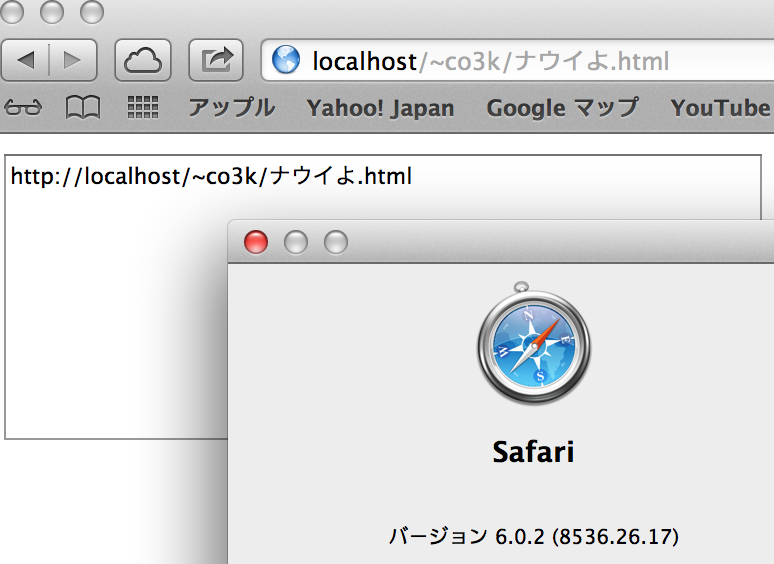 localhost/~co3k/ナウイよ.html
アップル Yahoo! Japan Google マップ YouTube
http://localhost/~co3k/ナウイよ.html
N
E
W
S
Safari
バージョン 6.0.2 (8536.26.17)